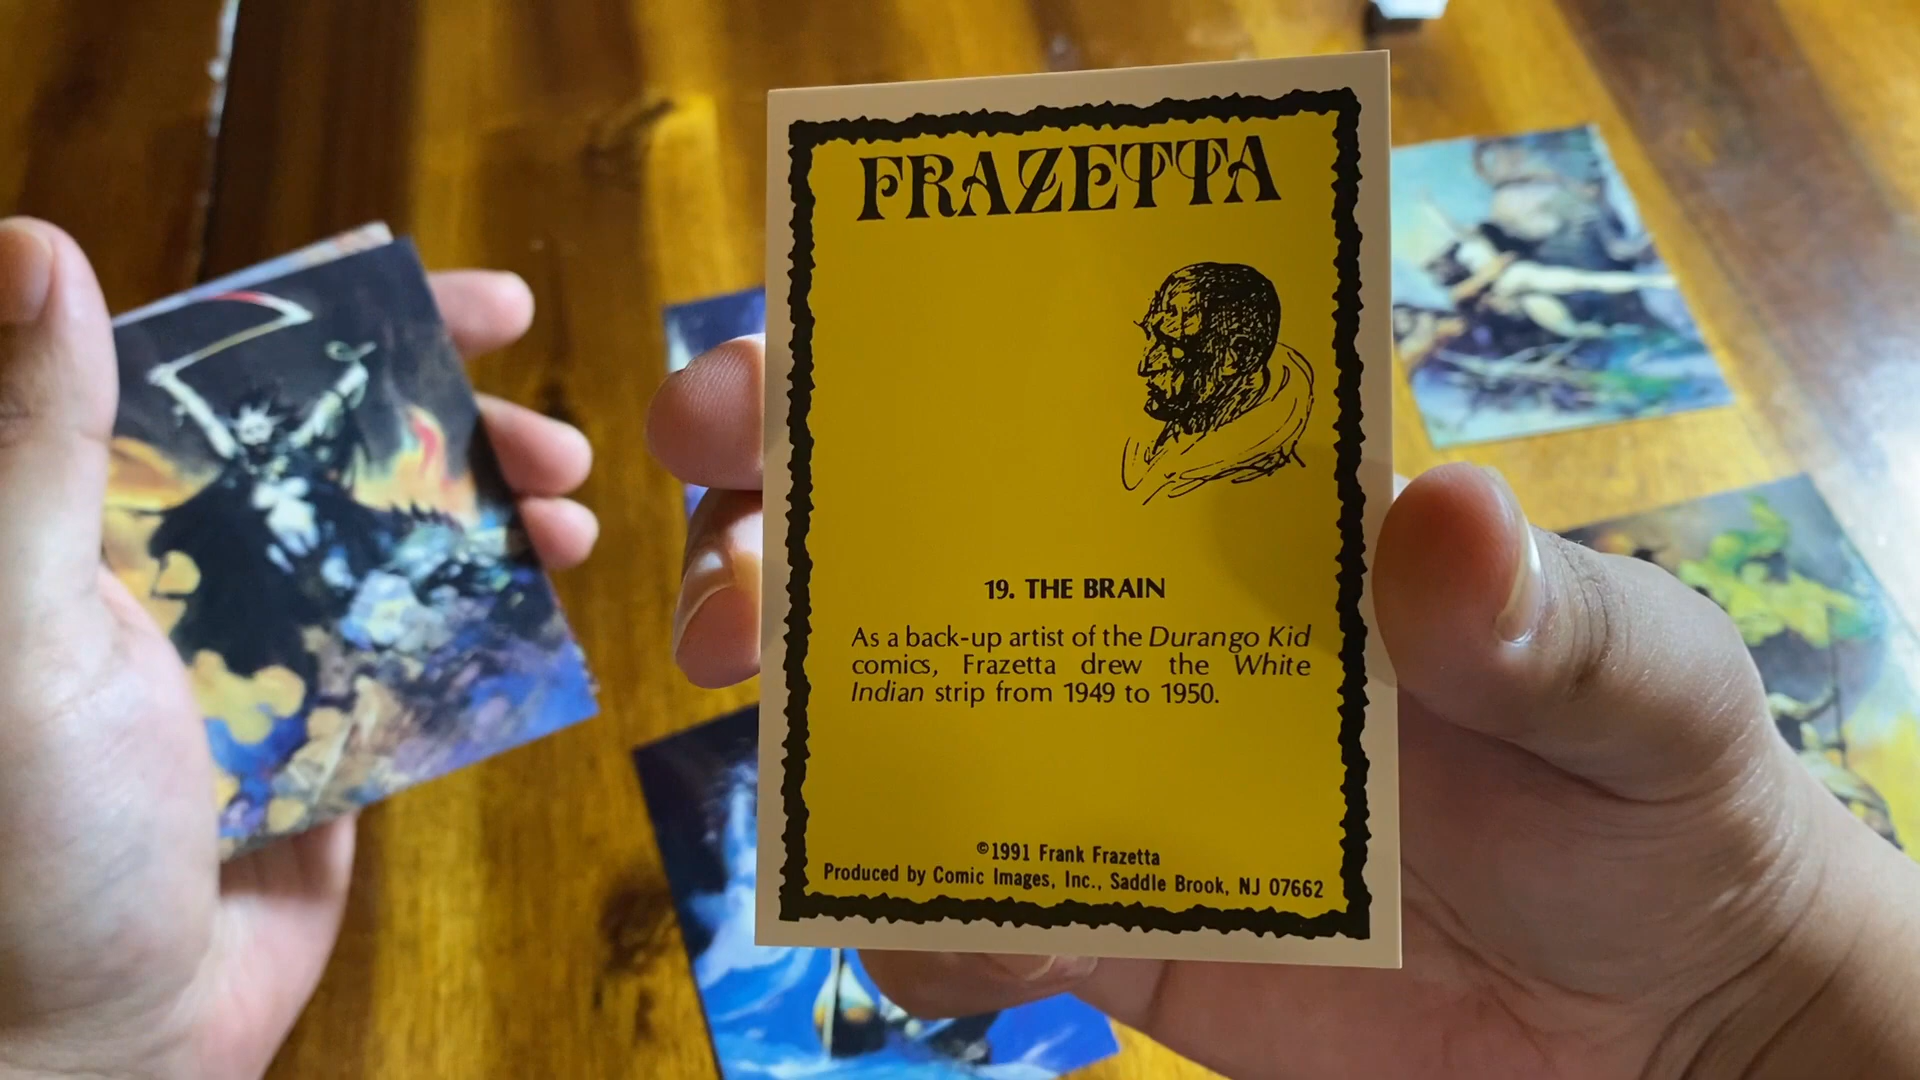 FRAZETTA
19. THE BRAIN
As a back-up artist of the Durango Kid
comics, Frazetta drew the White
Indian strip from 1949 to 1950.
©1991 Frank Frazetta
Produced by Comic Images, Inc., Saddle Brook, NJ 07662